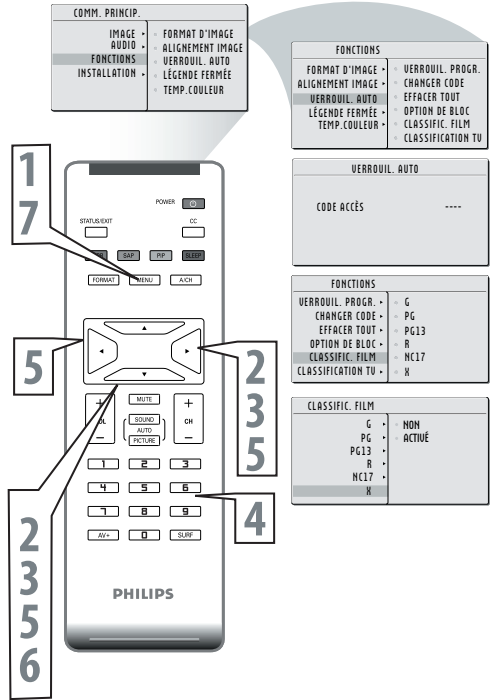 COMM. PRINCIP.
IMAGE
AUDIO
FONCTIONS
INSTALLATION
FORMAT D'IMAGE
ALIGNEMENT IMAGE
VERROUIL. AUTO
LÉGENDE FERMÉE
TEMP.COULEUR
FONCTIONS
FORMAT D'IMAGE
ALIGNEMENT IMAGE
VERROUIL. AUTO
LÉGENDE FERMÉE
TEMP.COULEUR
VERROUIL. PROGR.
CHANGER CODE
EFFACER TOUT
OPTION DE BLOC
CLASSIFIC. FILM
CLASSIFICATION TV
VERROUIL. AUTO
CODE ACCÈS ----
FONCTIONS
VERROUIL. PROGR.
CHANGER CODE
EFFACER TOUT
OPTION DE BLOC
CLASSIFIC. FILM
CLASSIFICATION TV
G
PG
PG13
R
NC17
X
CLASSIFIC. FILM
G
PG
PG13
R
NC17
X
NON
ACTIVÉ
1
7
POWER
STATUS/EXIT
CC
SAP
PIP
SLEEP
FORMAT
MENU
A/CH
5
2
3
5
MUTE
SOUND
AUTO
PICTURE
+
-
+
CH
-
1
2
3
4
5
6
7
8
9
AV+
0
SURF
4
2
3
5
6
PHILIPS